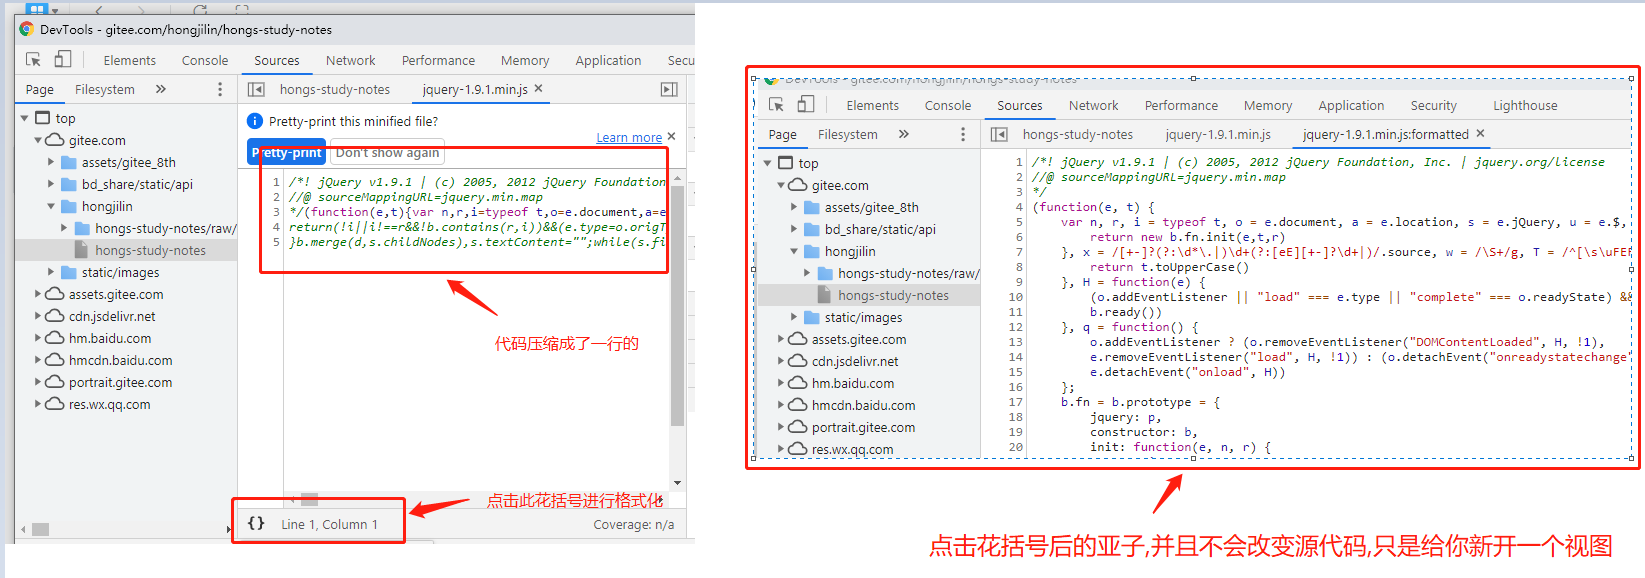 DevTools - gitee.com/hongjilin/hongs-study-notes
Elements Console Sources Network Performance Memory Application Secu
Page Filesystem »
hongs-study-notes jquery-1.9.1.min.js ×
top
gitee.com
assets/gitee_8th
bd_share/static/api
hongjilin
hongs-study-notes/raw/
hongs-study-notes
static/images
assets.gitee.com
cdn.jsdelivr.net
hm.baidu.com
hmcdn.baidu.com
portrait.gitee.com
res.wx.qq.com
Pretty-print this minified file?
Learn more ×
Pretty-print Don't show again
1 /*! jQuery v1.9.1 | (c) 2005, 2012 jQuery Foundation
2 //@ sourceMappingURL=jquery.min.map
3 */(function(e,t){var n,r,i=typeof t,o=e.document,a=e
4 return(!i||i!==r&&!b.contains(r,i))&&(e.type=o.origT
5 }b.merge(d,s.childNodes),s.textContent="";while(s.fi
代码压缩成了一行的
点击此花括号进行格式化
{} Line 1, Column 1
Coverage: n/a
DevTools - gitee.com/hongjilin/hongs-study-notes
Elements Console Sources Network Performance Memory Application Security Lighthouse
Page Filesystem »
hongs-study-notes jquery-1.9.1.min.js jquery-1.9.1.min.js:formatted ×
top
gitee.com
assets/gitee_8th
bd_share/static/api
hongjilin
hongs-study-notes/raw/
hongs-study-notes
static/images
assets.gitee.com
cdn.jsdelivr.net
hm.baidu.com
hmcdn.baidu.com
portrait.gitee.com
res.wx.qq.com
1 /*! jQuery v1.9.1 | (c) 2005, 2012 jQuery Foundation, Inc. | jquery.org/license
2 //@ sourceMappingURL=jquery.min.map
3 */
4 (function(e, t) {
5 var n, r, i = typeof t, o = e.document, a = e.location, s = e.jQuery, u = e.$,
6 return new b.fn.init(e,t,r)
7 }, x = /[+-]?(?:\d*\.|)\d+(?:[eE][+-]?\d+|)/.source, w = /\S+/g, T = /^[\s\uFEF
8 return t.toUpperCase()
9 }, H = function(e) {
10 (o.addEventListener || "load" === e.type || "complete" === o.readyState) &&
11 b.ready())
12 }, q = function() {
13 o.addEventListener ? (o.removeEventListener("DOMContentLoaded", H, !1),
14 e.removeEventListener("load", H, !1)) : (o.detachEvent("onreadystatechange"
15 e.detachEvent("onload", H))
16 };
17 b.fn = b.prototype = {
18 jquery: p,
19 constructor: b,
20 init: function(e, n, r) {
点击花括号后的亚子,并且不会改变源代码,只是给你新开一个视图